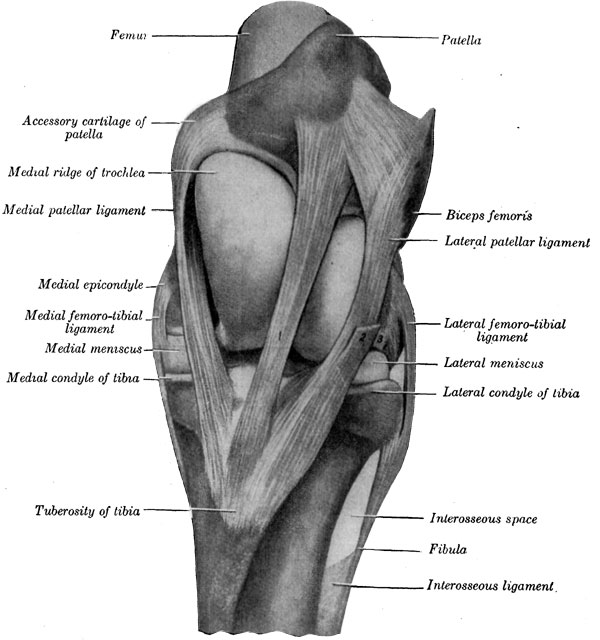 Femur
Patella
Accessory cartilage of
patella
Medial ridge of trochlea
Medial patellar ligament
Biceps femoris
Lateral patellar ligament
Medial epicondyle
Medial femoro-tibial
ligament
Lateral femoro-tibial
ligament
1
2
3
Medial meniscus
Lateral meniscus
Medial condyle of tibia
Lateral condyle of tibia
Tuberosity of tibia
Interosseous space
Fibula
Interosseous ligament.